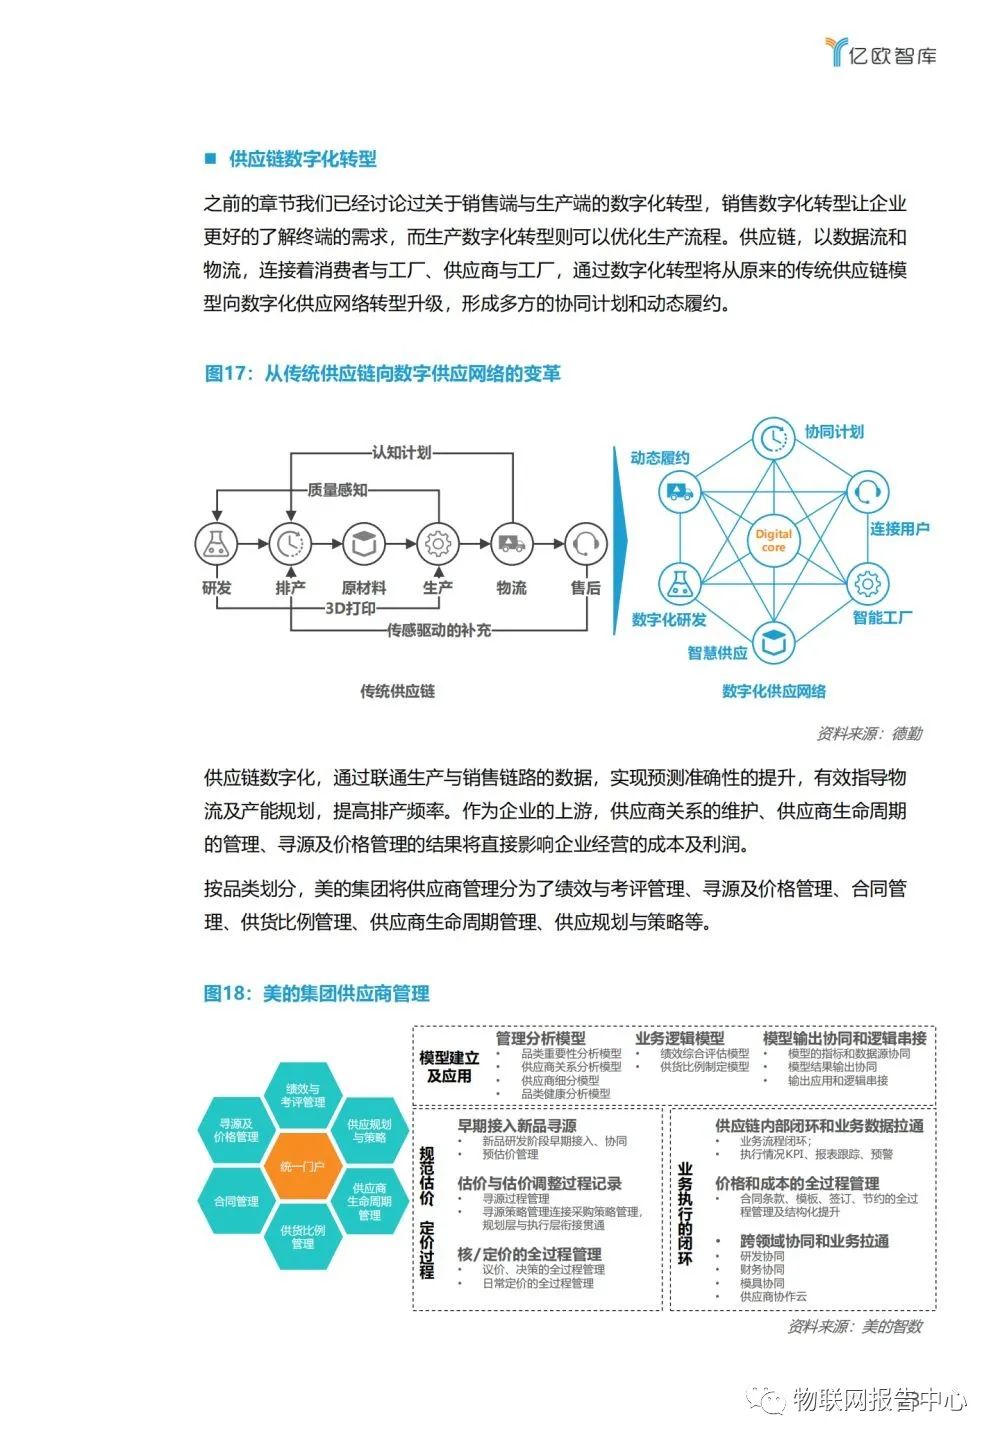 亿欧智库
供应链数字化转型
之前的章节我们已经讨论过关于销售端与生产端的数字化转型，销售数字化转型让企业
更好的了解终端的需求，而生产数字化转型则可以优化生产流程。供应链，以数据流和
物流，连接着消费者与工厂、供应商与工厂，通过数字化转型将从原来的传统供应链模
型向数字化供应网络转型升级，形成多方的协同计划和动态履约。
图17：从传统供应链向数字供应网络的变革
认知计划
质量感知
研发
排产
原材料
生产
物流
售后
3D打印
传感驱动的补充
传统供应链
协同计划
动态履约
连接用户
Digital
core
数字化研发
智能工厂
智慧供应
数字化供应网络
资料来源：德勤
供应链数字化，通过联通生产与销售链路的数据，实现预测准确性的提升，有效指导物
流及产能规划，提高排产频率。作为企业的上游，供应商关系的维护、供应商生命周期
的管理、寻源及价格管理的结果将直接影响企业经营的成本及利润。
按品类划分，美的集团将供应商管理分为了绩效与考评管理、寻源及价格管理、合同管
理、供货比例管理、供应商生命周期管理、供应规划与策略等。
图18：美的集团供应商管理
绩效与
考评管理
寻源及
价格管理
供应规划
与策略
统一门户
合同管理
供应商
生命周期
管理
供货比例
管理
模型建立
及应用
管理分析模型
• 品类重要性分析模型
• 供应商关系分析模型
• 供应商细分模型
• 品类健康分析模型
业务逻辑模型
• 绩效综合评估模型
• 供货比例制定模型
模型输出协同和逻辑串接
• 模型的指标和数据源协同
• 模型结果输出协同
• 输出应用和逻辑串接
规范估价 定价过程
早期接入新品寻源
• 新品研发阶段早期接入、协同
• 预估价管理
估价与估价调整过程记录
• 寻源过程管理
• 寻源策略管理连接采购策略管理，
规划层与执行层衔接贯通
核/定价的全过程管理
• 议价、决策的全过程管理
• 日常定价的全过程管理
业务执行的闭环
供应链内部闭环和业务数据拉通
• 业务流程闭环；
• 执行情况KPI、报表跟踪、预警
价格和成本的全过程管理
• 合同条款、模板、签订、节约的全过
程管理及结构化提升
• 跨领域协同和业务拉通
• 研发协同
• 财务协同
• 模具协同
• 供应商协作云
资料来源：美的智数
物联网报告中心